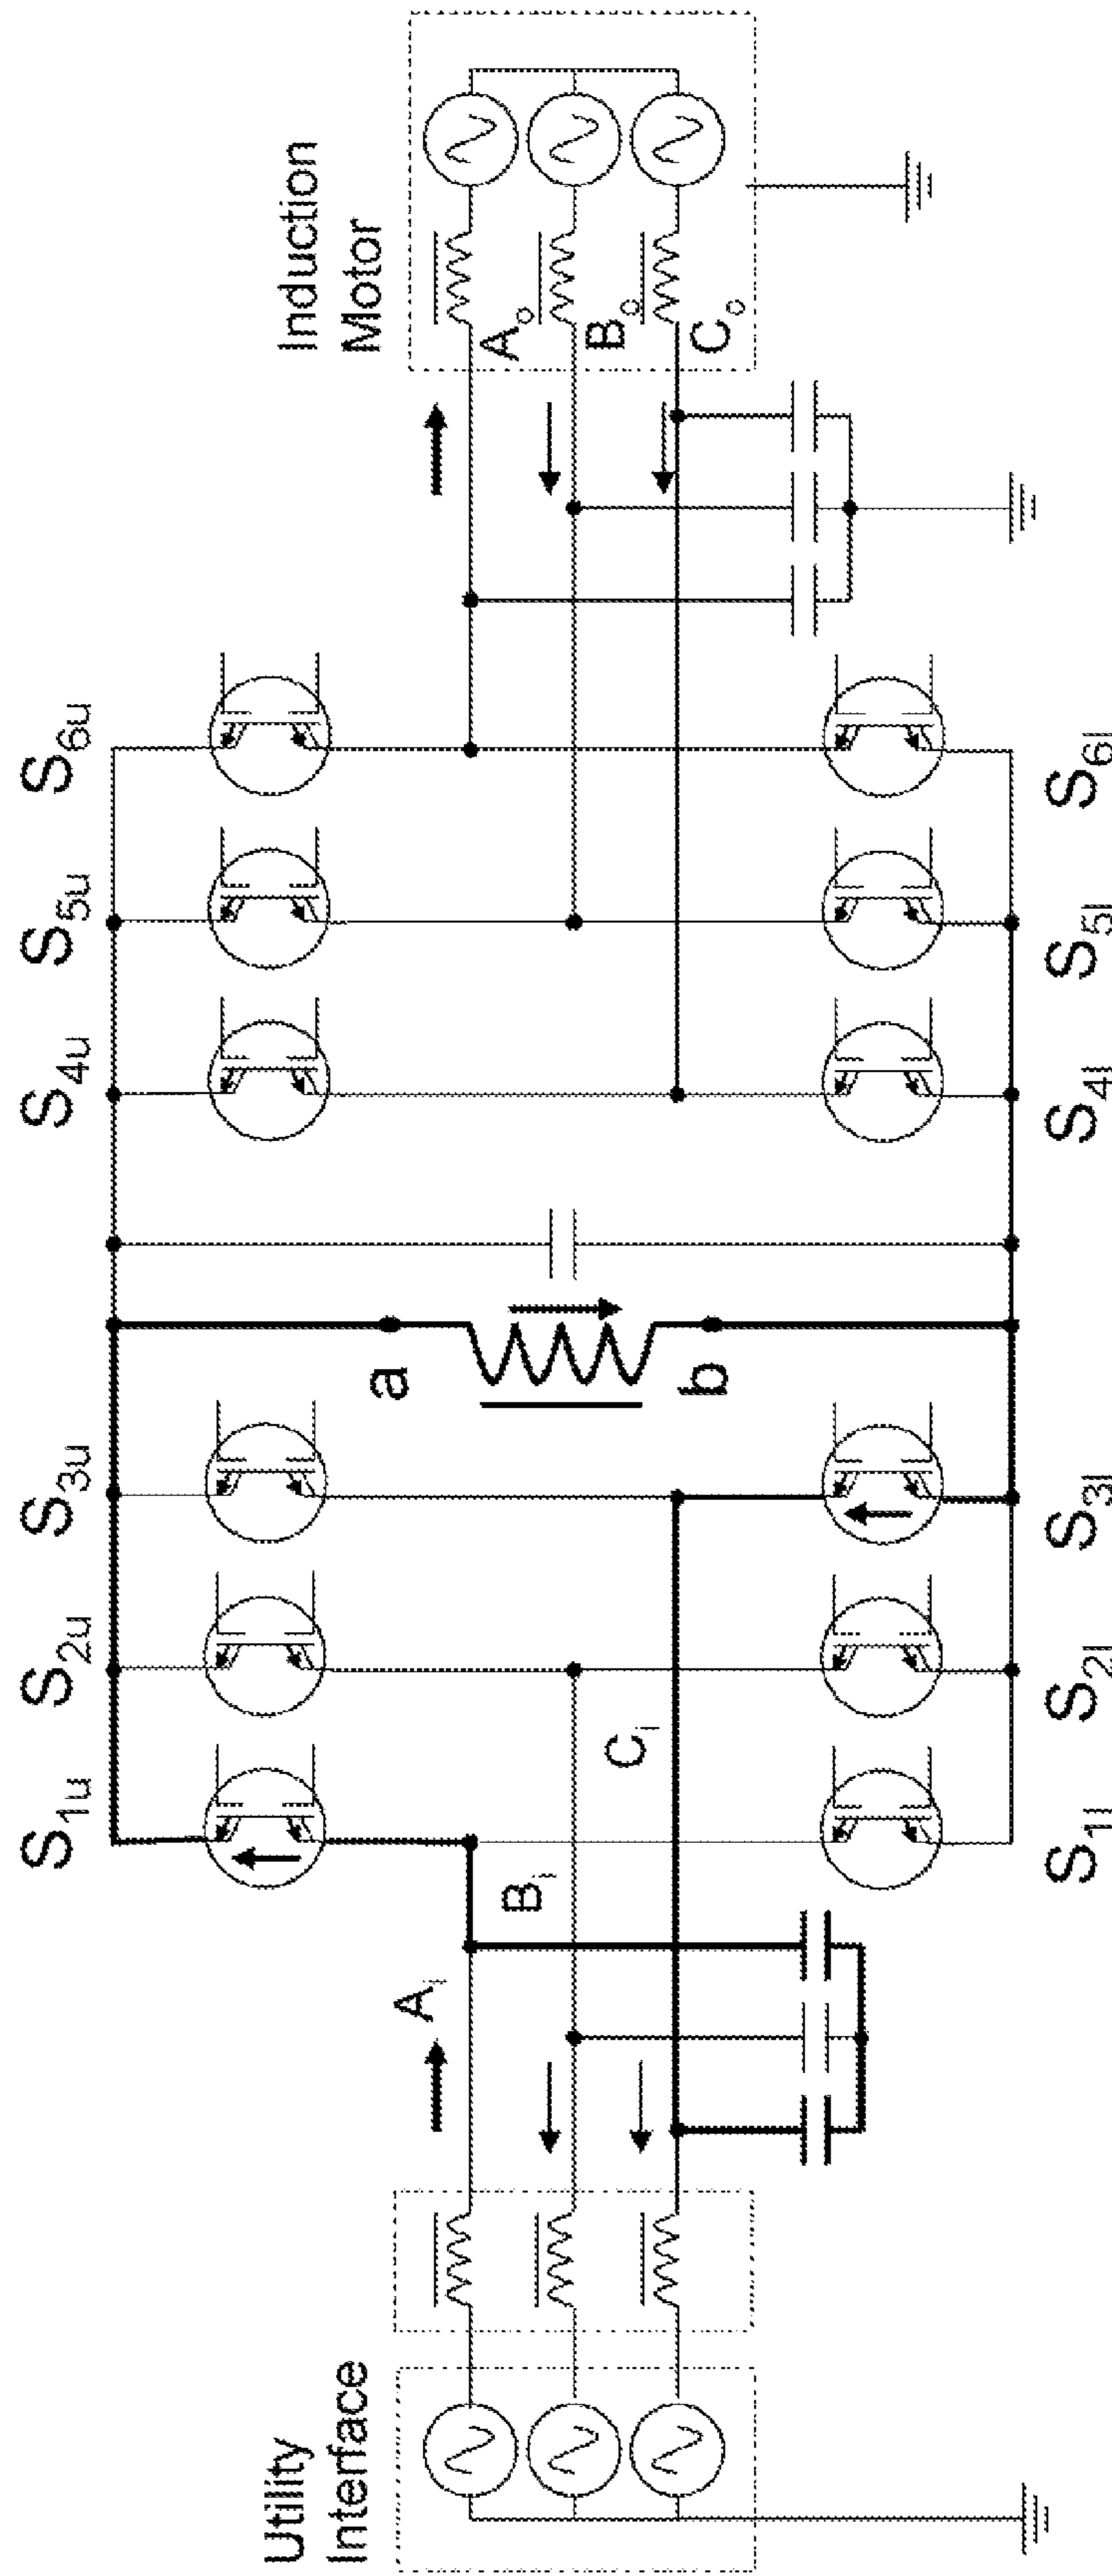 Utility
Interface
Induction
Motor
S1u
S2u
S3u
S4u
S5u
S6u
Ai
Bi
Ci
a
b
Ao
Bo
Co
S1l
S2l
S3l
S4l
S5l
S6l